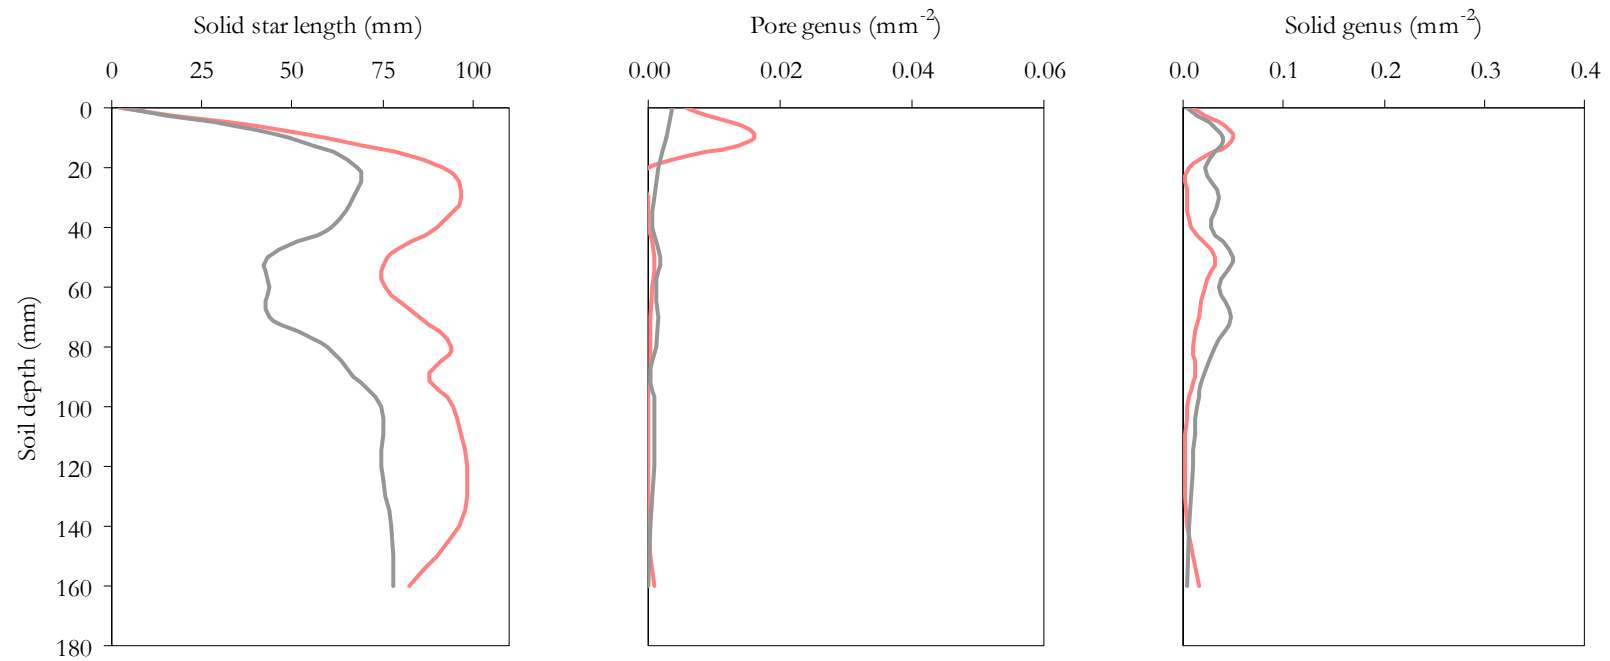 Solid star length (mm)
0 25 50 75 100
Pore genus (mm-2)
0.00 0.02 0.04 0.06
Solid genus (mm-2)
0.0 0.1 0.2 0.3 0.4
Soil depth (mm)
0
20
40
60
80
100
120
140
160
180